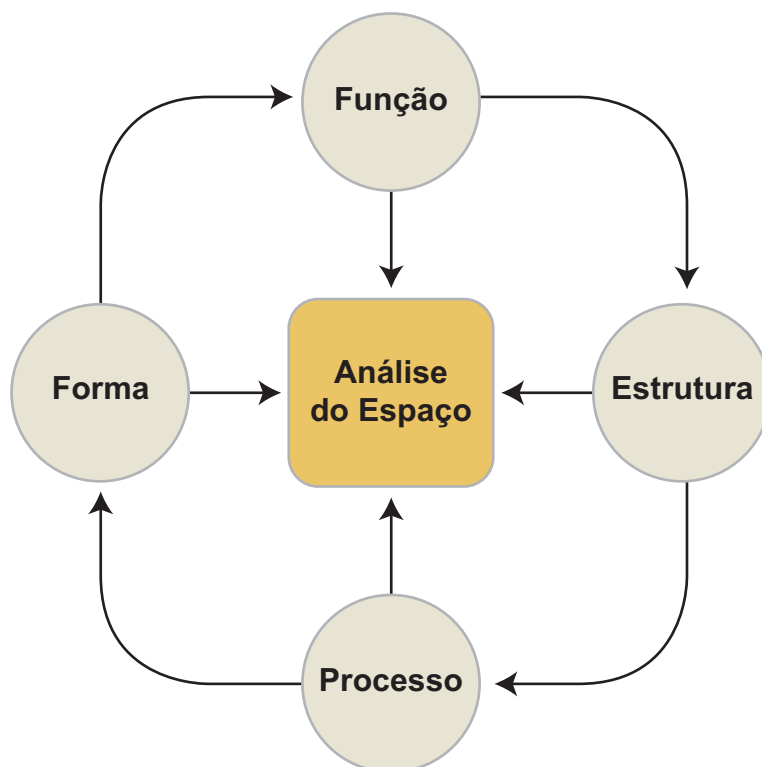 Função
Forma
Análise
do Espaço
Estrutura
Processo